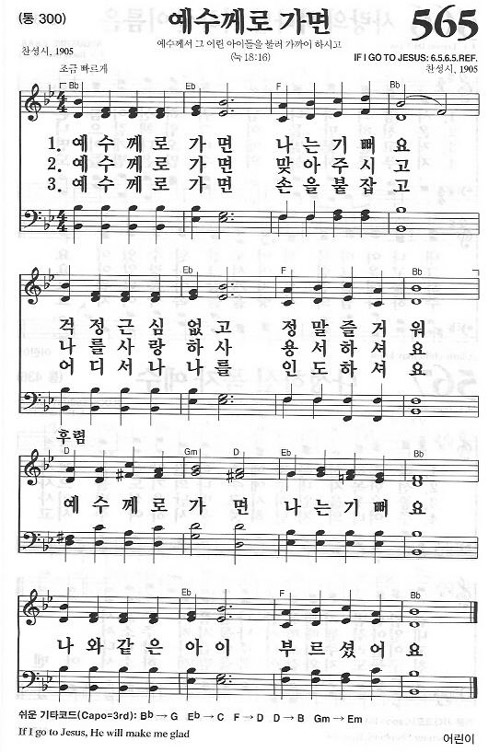 (통 300)
예수께로 가면
565
예수께서 그 어린 아이들을 불러 가까이 하시고
(눅 18:16)
찬성시, 1905
IF I GO TO JESUS: 6.5.6.5.REF.
찬성시, 1905
조금 빠르게
Bb Eb F Bb
1. 예수께로 가면 나는기뻐요
2. 예수께로 가면 맞아주시고
3. 예수께로 가면 손을붙잡고
Eb F Bb
걱정근심 없고 정말즐거워
나를사랑하사 용서하셔요
어디서나나를 인도하셔요
후렴
D Gm D Eb Bb
예수께로가면 나는기뻐요
Eb F Bb
나와같은아이 부르셨어요
쉬운 기타코드(Capo=3rd): Bb→G Eb→C F→D D→B Gm→Em
If I go to Jesus, He will make me glad
어린이